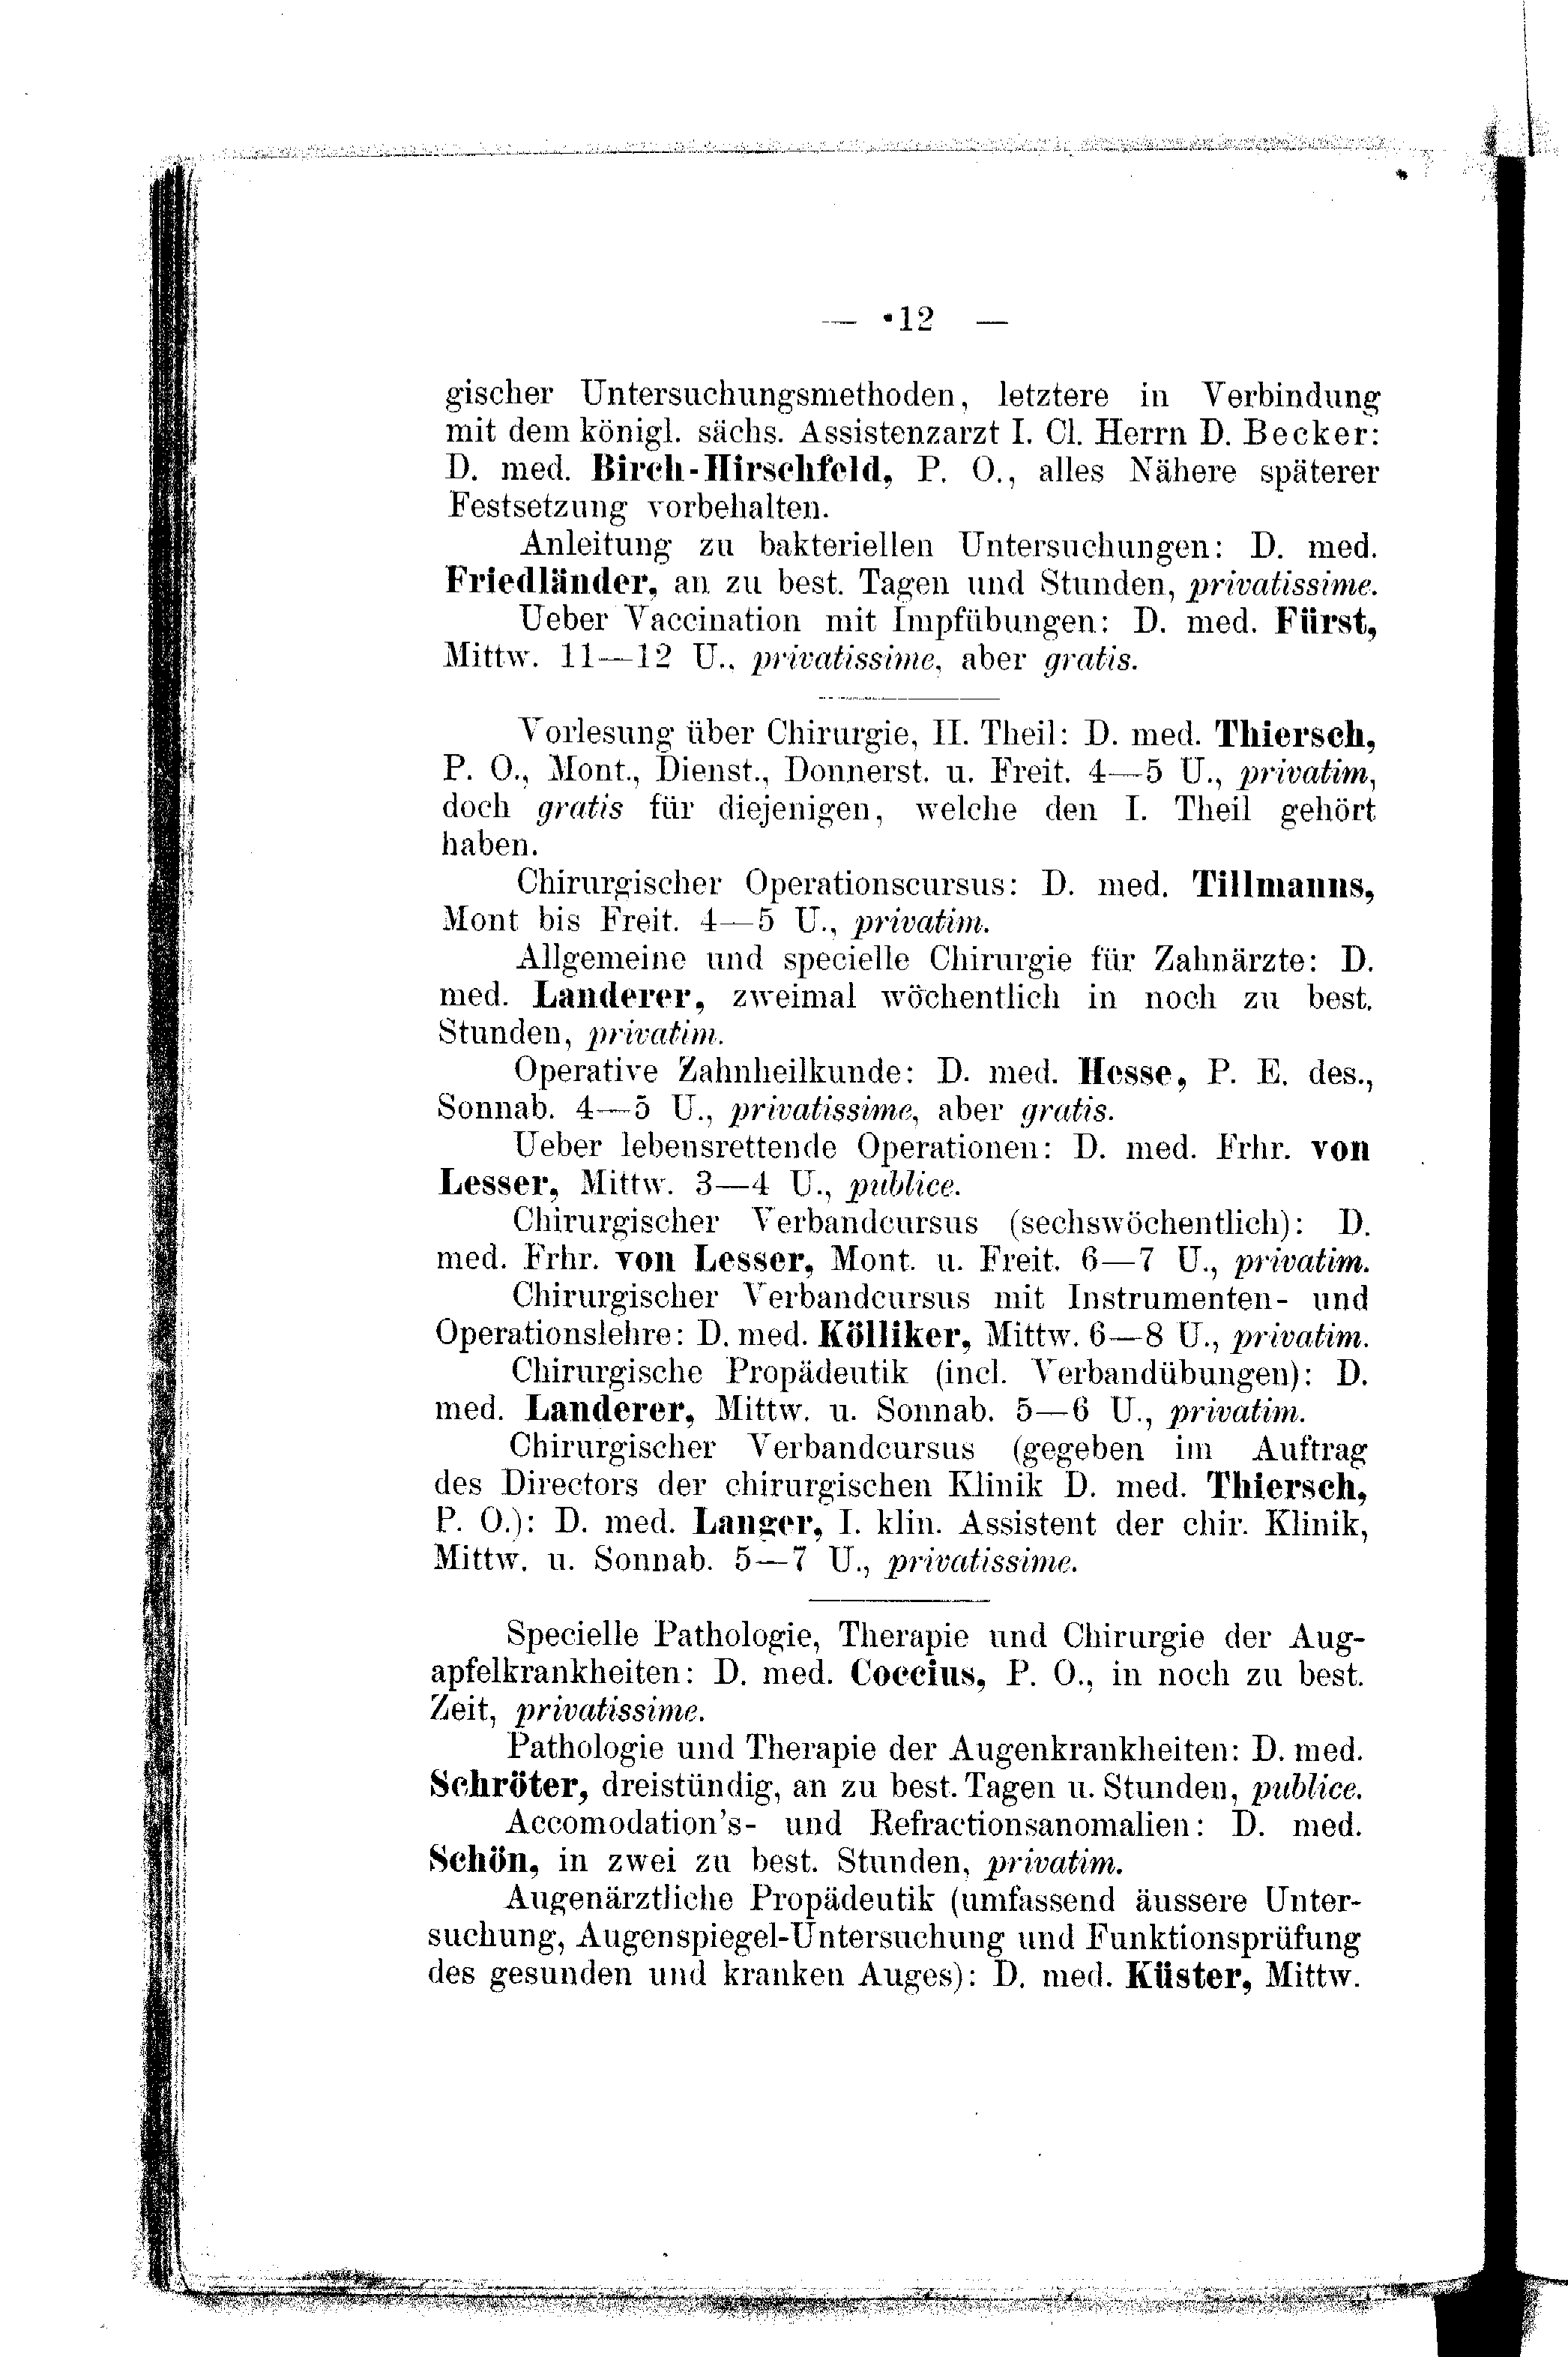 — 12 —
gischer Untersuchungsmethoden, letztere in Verbindung
mit dem königl. sächs. Assistenzarzt I. Cl. Herrn D. Becker:
D. med. Birch-Hirschfeld, P. O., alles Nähere späterer
Festsetzung vorbehalten.
Anleitung zu bakteriellen Untersuchungen: D. med.
Friedländer, an zu best. Tagen und Stunden, privatissime.
Ueber Vaccination mit Impfübungen: D. med. Fürst,
Mittw. 11—12 U., privatissime, aber gratis.
Vorlesung über Chirurgie, II. Theil: D. med. Thiersch,
P. O., Mont., Dienst., Donnerst. u. Freit. 4—5 U., privatim,
doch gratis für diejenigen, welche den I. Theil gehört
haben.
Chirurgischer Operationscursus: D. med. Tillmanns,
Mont bis Freit. 4—5 U., privatim.
Allgemeine und specielle Chirurgie für Zahnärzte: D.
med. Landerer, zweimal wöchentlich in noch zu best.
Stunden, privatim.
Operative Zahnheilkunde: D. med. Hesse, P. E. des.,
Sonnab. 4—5 U., privatissime, aber gratis.
Ueber lebensrettende Operationen: D. med. Frhr. von
Lesser, Mittw. 3—4 U., publice.
Chirurgischer Verbandcursus (sechswöchentlich): D.
med. Frhr. von Lesser, Mont. u. Freit. 6—7 U., privatim.
Chirurgischer Verbandcursus mit Instrumenten- und
Operationslehre: D. med. Kölliker, Mittw. 6—8 U., privatim.
Chirurgische Propädeutik (incl. Verbandübungen): D.
med. Landerer, Mittw. u. Sonnab. 5—6 U., privatim.
Chirurgischer Verbandcursus (gegeben im Auftrag
des Directors der chirurgischen Klinik D. med. Thiersch,
P. O.): D. med. Langer, I. klin. Assistent der chir. Klinik,
Mittw. u. Sonnab. 5—7 U., privatissime.
Specielle Pathologie, Therapie und Chirurgie der Aug-
apfelkrankheiten: D. med. Coccius, P. O., in noch zu best.
Zeit, privatissime.
Pathologie und Therapie der Augenkrankheiten: D. med.
Schröter, dreistündig, an zu best. Tagen u. Stunden, publice.
Accomodation's- und Refractionsanomalien: D. med.
Schön, in zwei zu best. Stunden, privatim.
Augenärztliche Propädeutik (umfassend äussere Unter-
suchung, Augenspiegel-Untersuchung und Funktionsprüfung
des gesunden und kranken Auges): D. med. Küster, Mittw.